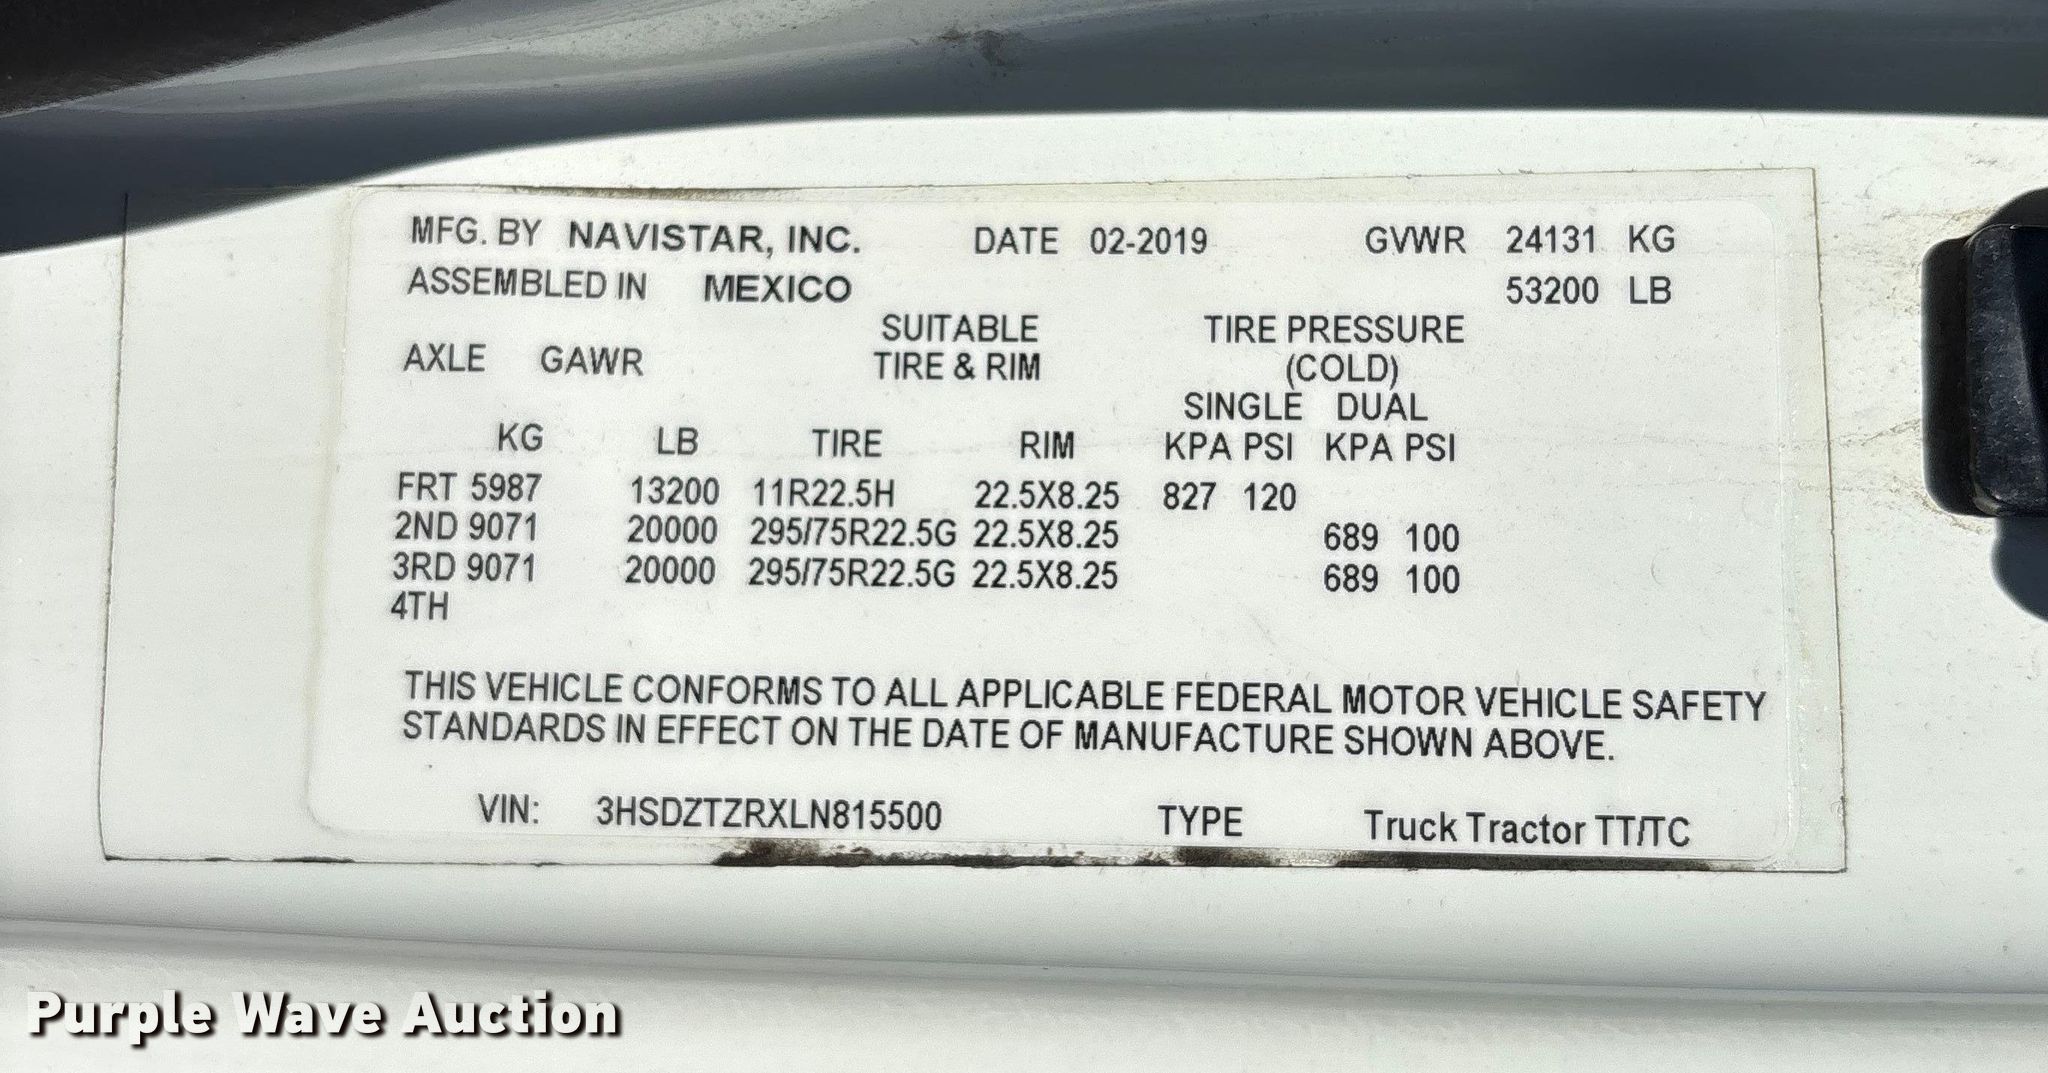 MFG. BY NAVISTAR, INC. DATE 02-2019 GVWR 24131 KG
ASSEMBLED IN MEXICO 53200 LB
SUITABLE TIRE PRESSURE
AXLE GAWR TIRE & RIM (COLD)
SINGLE DUAL
KG LB TIRE RIM KPA PSI KPA PSI
FRT 5987 13200 11R22.5H 22.5X8.25 827 120
2ND 9071 20000 295/75R22.5G 22.5X8.25 689 100
3RD 9071 20000 295/75R22.5G 22.5X8.25 689 100
4TH
THIS VEHICLE CONFORMS TO ALL APPLICABLE FEDERAL MOTOR VEHICLE SAFETY
STANDARDS IN EFFECT ON THE DATE OF MANUFACTURE SHOWN ABOVE.
VIN: 3HSDZTZRXLN815500 TYPE Truck Tractor TT/TC
Purple Wave Auction